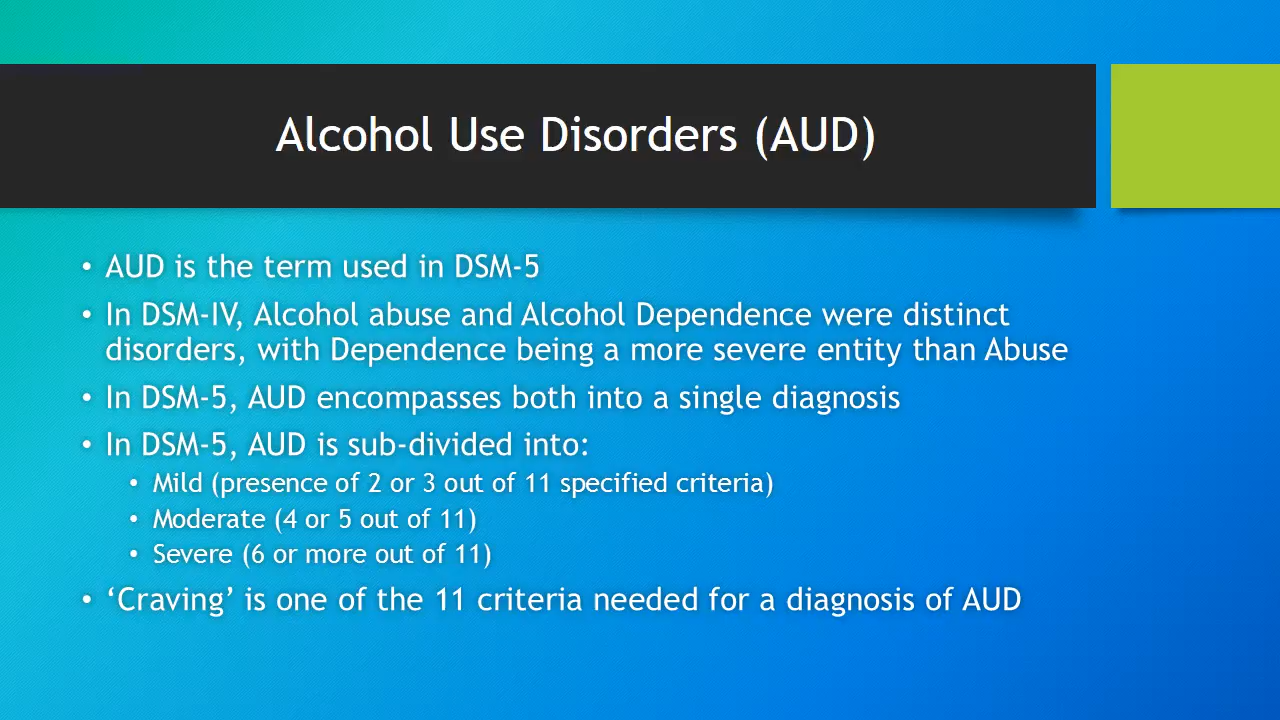 Alcohol Use Disorders (AUD)
• AUD is the term used in DSM-5
• In DSM-IV, Alcohol abuse and Alcohol Dependence were distinct
disorders, with Dependence being a more severe entity than Abuse
• In DSM-5, AUD encompasses both into a single diagnosis
• In DSM-5, AUD is sub-divided into:
• Mild (presence of 2 or 3 out of 11 specified criteria)
• Moderate (4 or 5 out of 11)
• Severe (6 or more out of 11)
• ‘Craving’ is one of the 11 criteria needed for a diagnosis of AUD